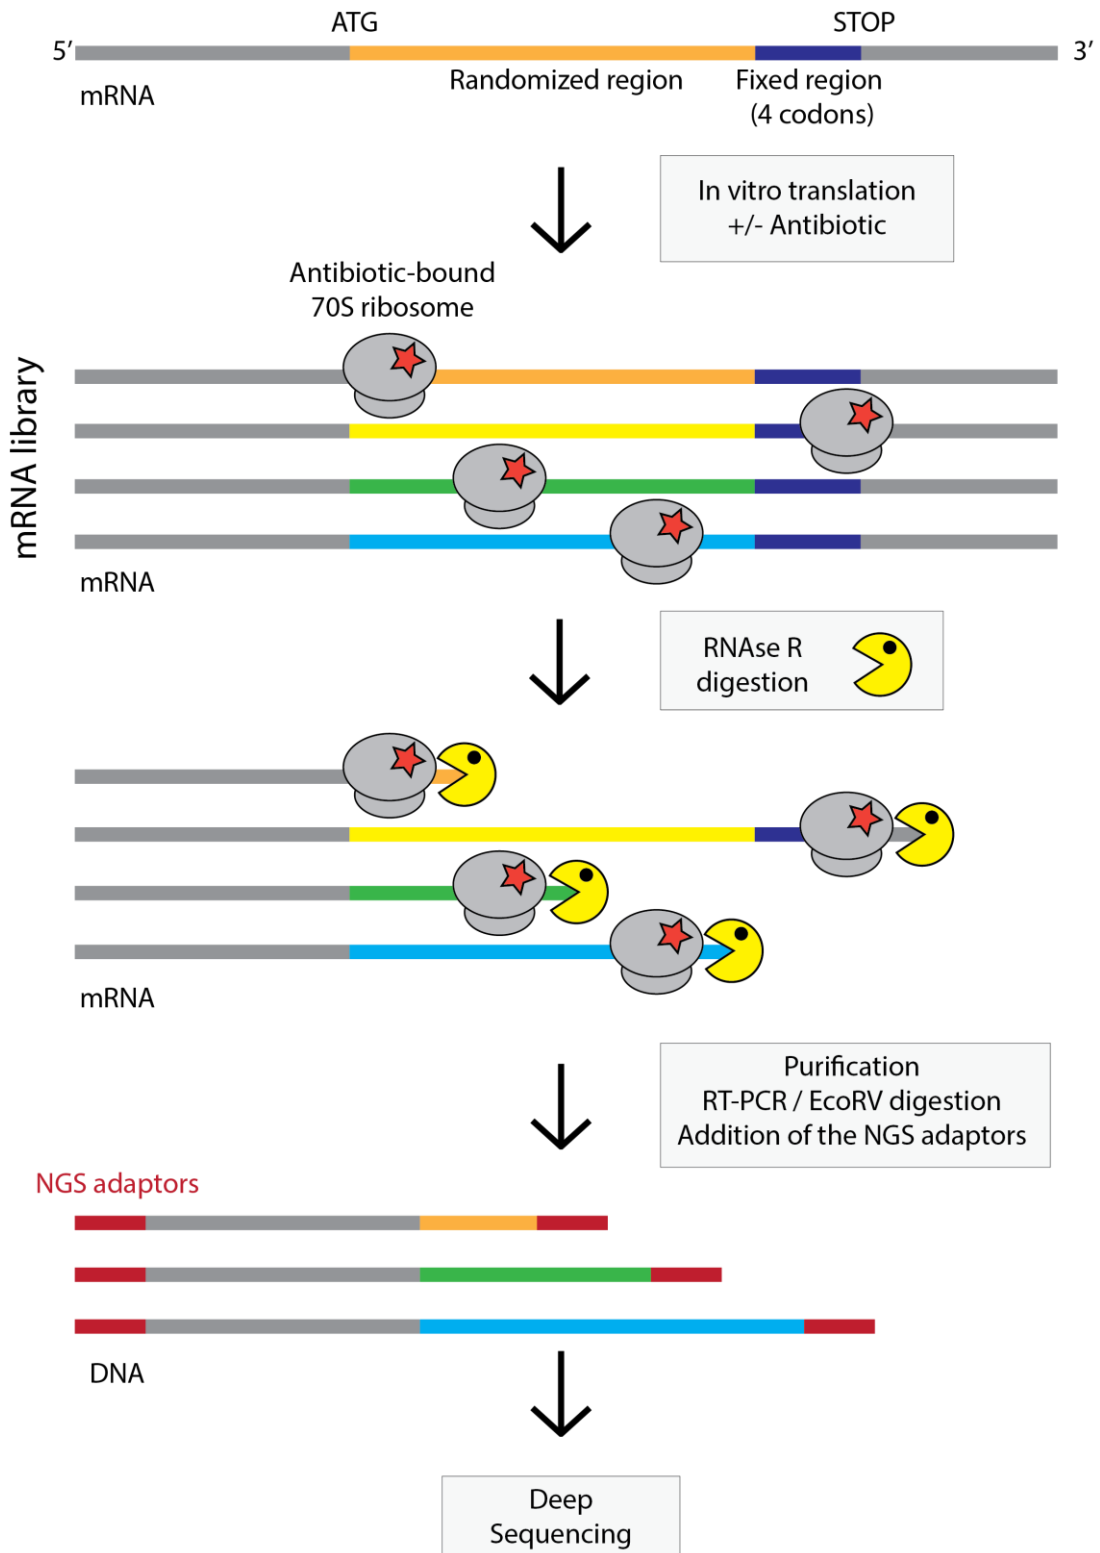 ATG
STOP
5’
3’
mRNA
Randomized region
Fixed region
(4 codons)
In vitro translation
+/- Antibiotic
Antibiotic-bound
70S ribosome
mRNA library
mRNA
RNAse R
digestion
mRNA
Purification
RT-PCR / EcoRV digestion
Addition of the NGS adaptors
NGS adaptors
DNA
Deep
Sequencing